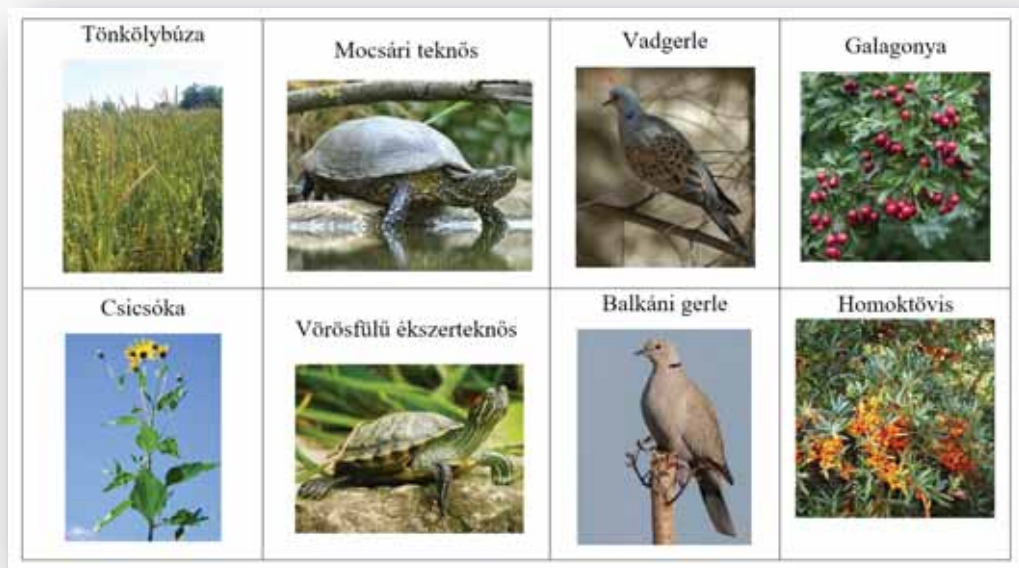 Tönkölybúza
Mocsári teknős
Vadgerle
Galagonya
Csicsóka
Vörösfülű ékszerteknős
Balkáni gerle
Homoktövis